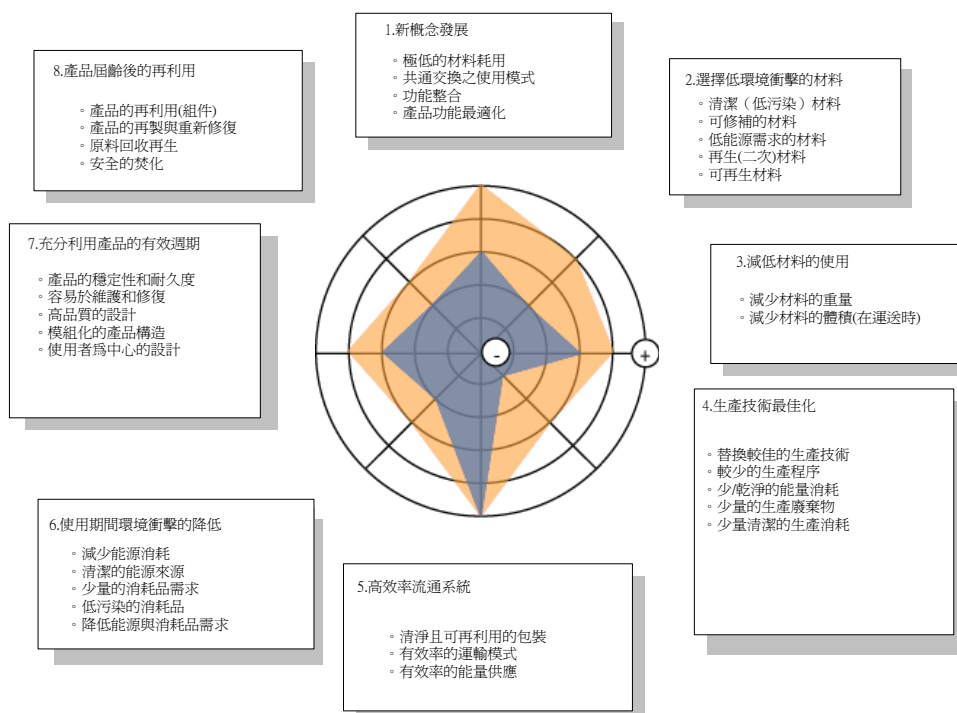 1.新概念發展
。極低的材料耗用
。共通交換之使用模式
。功能整合
。產品功能最適化
2.選擇低環境衝擊的材料
。清潔（低污染）材料
。可修補的材料
。低能源需求的材料
。再生(二次)材料
。可再生材料
3.減低材料的使用
。減少材料的重量
。減少材料的體積(在運送時)
4.生產技術最佳化
。替換較佳的生產技術
。較少的生產程序
。少/乾淨的能量消耗
。少量的生產廢棄物
。少量清潔的生產消耗
5.高效率流通系統
。清淨且可再利用的包裝
。有效率的運輸模式
。有效率的能量供應
6.使用期間環境衝擊的降低
。減少能源消耗
。清潔的能源來源
。少量的消耗品需求
。低污染的消耗品
。降低能源與消耗品需求
7.充分利用產品的有效週期
。產品的穩定性和耐久度
。容易於維護和修復
。高品質的設計
。模組化的產品構造
。使用者為中心的設計
8.產品屆齡後的再利用
。產品的再利用(組件)
。產品的再製與重新修復
。原料回收再生
。安全的焚化
-
+